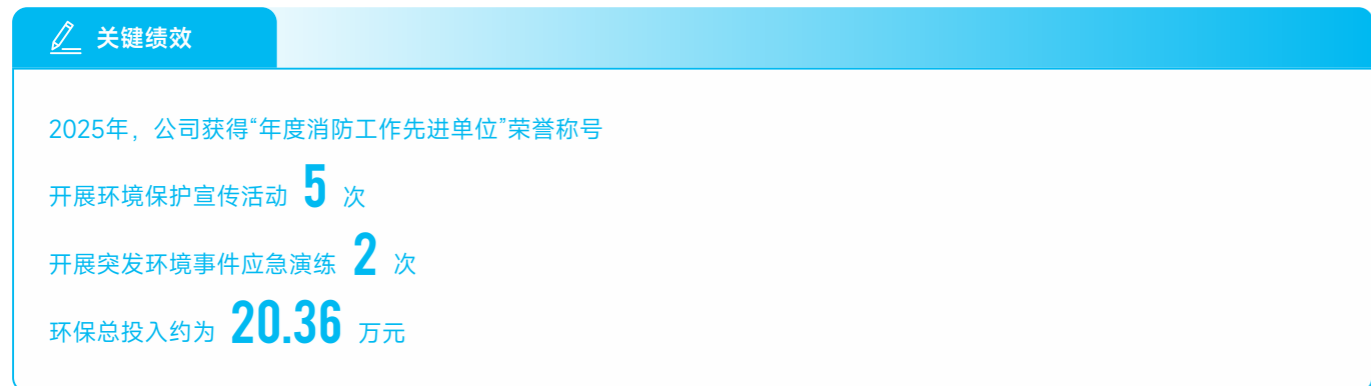 关键绩效
2025年，公司获得“年度消防工作先进单位”荣誉称号
开展环境保护宣传活动 5 次
开展突发环境事件应急演练 2 次
环保总投入约为 20.36 万元